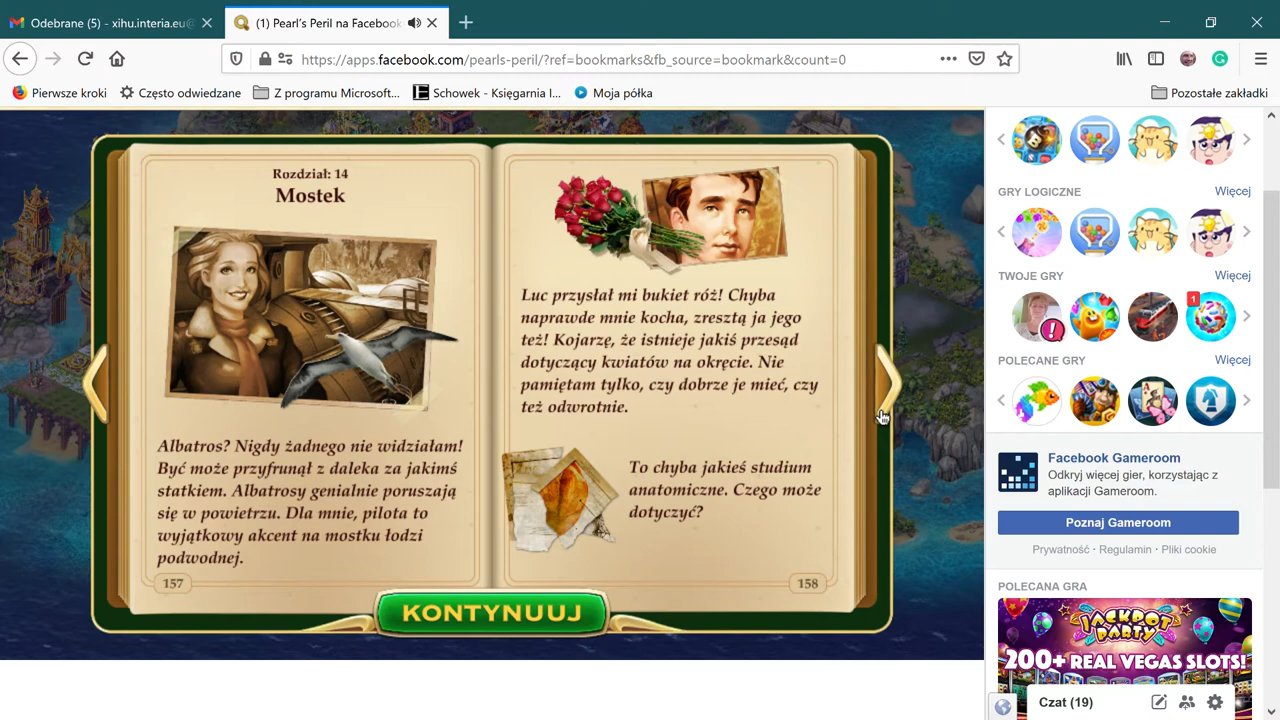 Odebrane (5) - xihu.interia.eu@
(1) Pearl's Peril na Facebook
https://apps.facebook.com/pearls-peril/?ref=bookmarks&fb_source=bookmark&count=0
Pierwsze kroki
Często odwiedzane
Z programu Microsoft...
Schowek - Księgarnia I...
Moja półka
Pozostałe zakładki
Rozdział: 14
Mostek
Albatros? Nigdy żadnego nie widziałam!
Być może przyfrunął z daleka za jakimś
statkiem. Albatrosy genialnie poruszają
się w powietrzu. Dla mnie, pilota to
wyjątkowy akcent na mostku łodzi
podwodnej.
157
Luc przysłał mi bukiet róż! Chyba
naprawde mnie kocha, zresztą ja jego
też! Kojarzę, że istnieje jakiś przesąd
dotyczący kwiatów na okręcie. Nie
pamiętam tylko, czy dobrze je mieć, czy
też odwrotnie.
To chyba jakieś studium
anatomiczne. Czego może
dotyczyć?
158
KONTYNUUJ
GRY LOGICZNE
Więcej
TWOJE GRY
Więcej
1
POLECANE GRY
Więcej
Facebook Gameroom
Odkryj więcej gier, korzystając z
aplikacji Gameroom.
Poznaj Gameroom
Prywatność · Regulamin · Pliki cookie
POLECANA GRA
JACKPOT
PARTY
200+ REAL VEGAS SLOTS!
Czat (19)